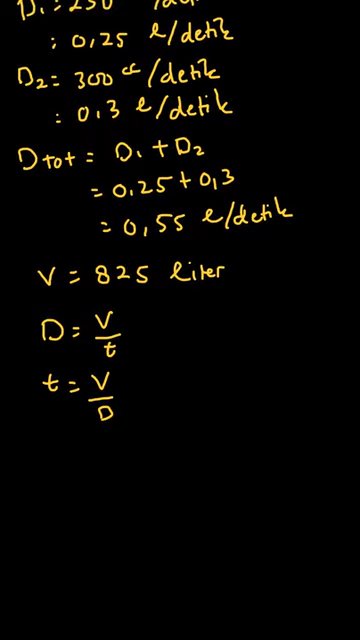 D1 = 250
= 0,25 l/detik
D2 = 300 cc/detik
= 0,3 l/detik
Dtot = D1 + D2
= 0,25 + 0,3
= 0,55 l/detik
V = 825 liter
D = V/t
t = V/D